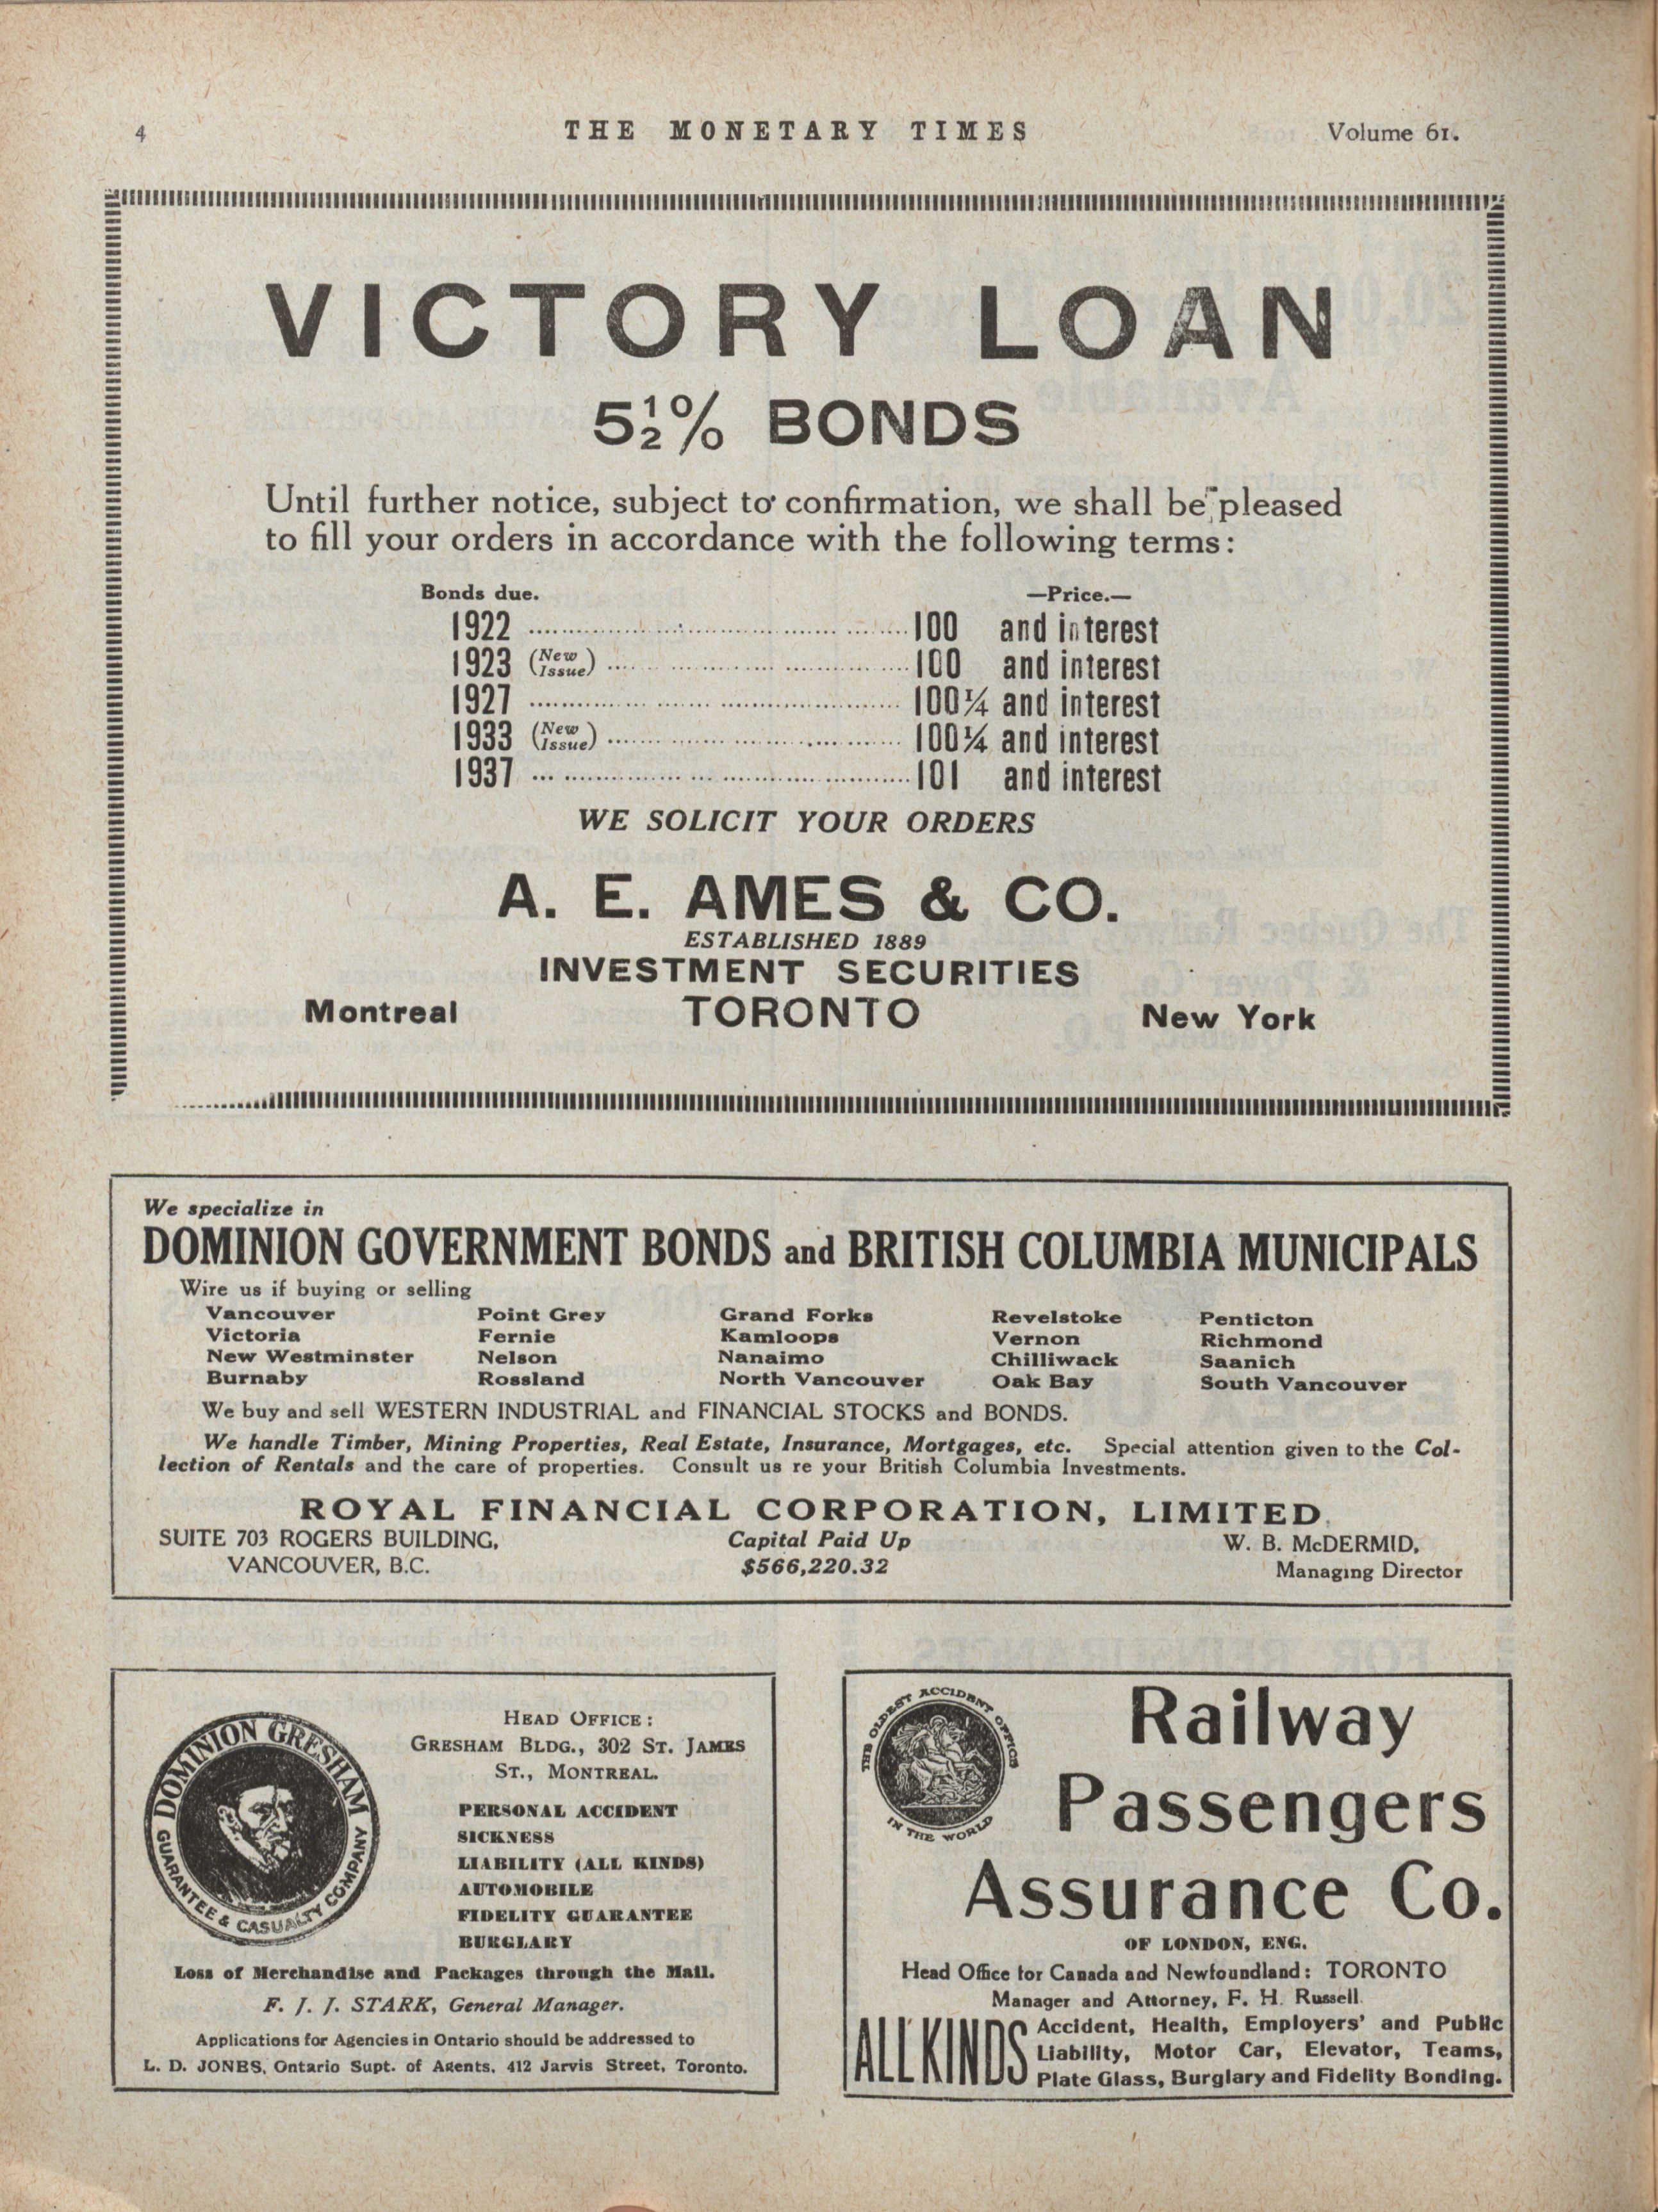 4
THE MONETARY TIMES
Volume 61.
VICTORY LOAN
5½% BONDS
Until further notice, subject to confirmation, we shall be pleased
to fill your orders in accordance with the following terms:
Bonds due. —Price.—
1922 ........ 100 and interest
1923 (New Issue) ........ 100 and interest
1927 ........ 100¼ and interest
1933 (New Issue) ........ 100¼ and interest
1937 ........ 101 and interest
WE SOLICIT YOUR ORDERS
A. E. AMES & CO.
ESTABLISHED 1889
INVESTMENT SECURITIES
Montreal TORONTO New York
We specialize in
DOMINION GOVERNMENT BONDS and BRITISH COLUMBIA MUNICIPALS
Wire us if buying or selling
Vancouver Point Grey Grand Forks Revelstoke Penticton
Victoria Fernie Kamloops Vernon Richmond
New Westminster Nelson Nanaimo Chilliwack Saanich
Burnaby Rossland North Vancouver Oak Bay South Vancouver
We buy and sell WESTERN INDUSTRIAL and FINANCIAL STOCKS and BONDS.
We handle Timber, Mining Properties, Real Estate, Insurance, Mortgages, etc. Special attention given to the Col-
lection of Rentals and the care of properties. Consult us re your British Columbia Investments.
ROYAL FINANCIAL CORPORATION, LIMITED.
SUITE 703 ROGERS BUILDING, Capital Paid Up W. B. McDERMID,
VANCOUVER, B.C. $566,220.32 Managing Director
DOMINION GRESHAM
GUARANTEE & CASUALTY COMPANY
HEAD OFFICE:
GRESHAM BLDG., 302 ST. JAMES
ST., MONTREAL.
PERSONAL ACCIDENT
SICKNESS
LIABILITY (ALL KINDS)
AUTOMOBILE
FIDELITY GUARANTEE
BURGLARY
Loss of Merchandise and Packages through the Mail.
F. J. J. STARK, General Manager.
Applications for Agencies in Ontario should be addressed to
L. D. JONES, Ontario Supt. of Agents, 412 Jarvis Street, Toronto.
THE OLDEST ACCIDENT OFFICE
IN THE WORLD
Railway
Passengers
Assurance Co.
OF LONDON, ENG.
Head Office for Canada and Newfoundland: TORONTO
Manager and Attorney, F. H. Russell.
ALL KINDS
Accident, Health, Employers' and Public
Liability, Motor Car, Elevator, Teams,
Plate Glass, Burglary and Fidelity Bonding.